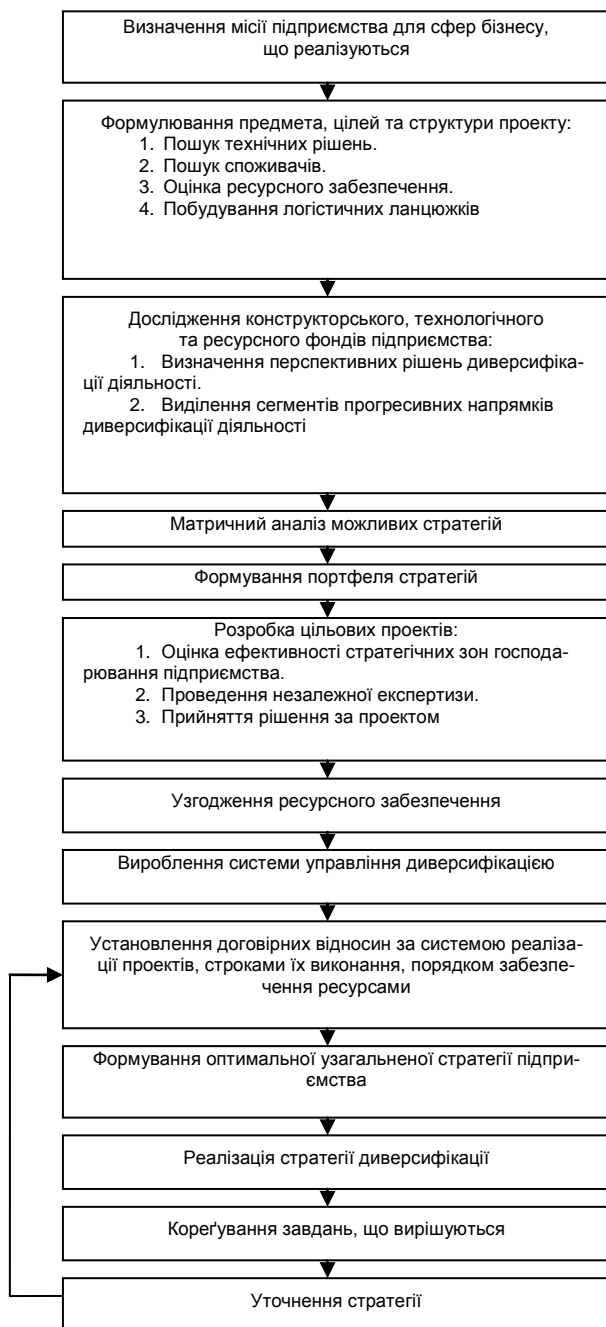 Визначення місії підприємства для сфер бізнесу,
що реалізуються
Формулювання предмета, цілей та структури проекту:
1. Пошук технічних рішень.
2. Пошук споживачів.
3. Оцінка ресурсного забезпечення.
4. Побудування логістичних ланцюжків
Дослідження конструкторського, технологічного
та ресурсного фондів підприємства:
1. Визначення перспективних рішень диверсифіка-
ції діяльності.
2. Виділення сегментів прогресивних напрямків
диверсифікації діяльності
Матричний аналіз можливих стратегій
Формування портфеля стратегій
Розробка цільових проектів:
1. Оцінка ефективності стратегічних зон господа-
рювання підприємства.
2. Проведення незалежної експертизи.
3. Прийняття рішення за проектом
Узгодження ресурсного забезпечення
Вироблення системи управління диверсифікацією
Установлення договірних відносин за системою реаліза-
ції проектів, строками їх виконання, порядком забезпе-
чення ресурсами
Формування оптимальної узагальненої стратегії підпри-
ємства
Реалізація стратегії диверсифікації
Кореґування завдань, що вирішуються
Уточнення стратегії